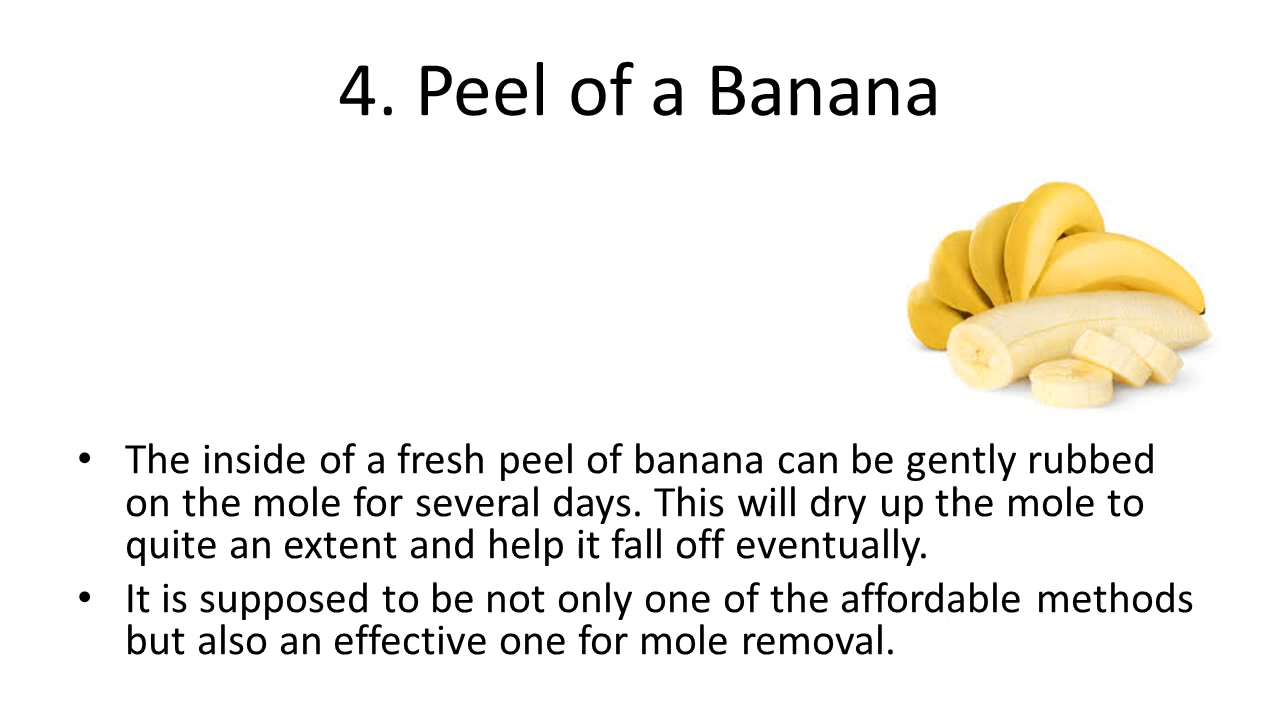 4. Peel of a Banana
• The inside of a fresh peel of banana can be gently rubbed
on the mole for several days. This will dry up the mole to
quite an extent and help it fall off eventually.
• It is supposed to be not only one of the affordable methods
but also an effective one for mole removal.